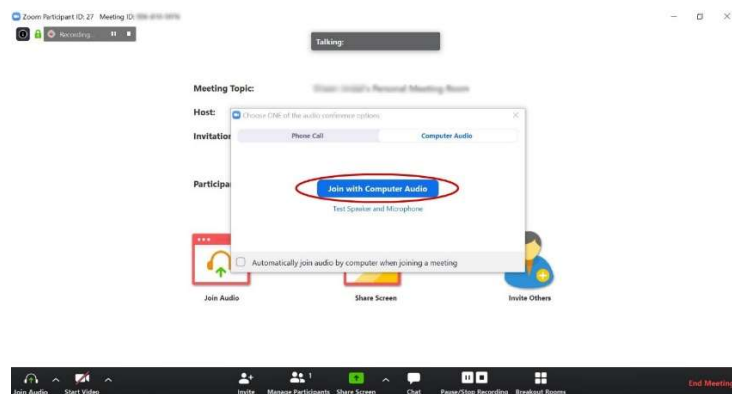 Zoom Participant ID: 27 Meeting ID:
Recording...
Talking:
Meeting Topic:
Host:
Choose ONE of the audio conference options
Invitation
Phone Call
Computer Audio
Join with Computer Audio
Test Speaker and Microphone
Automatically join audio by computer when joining a meeting
Join Audio
Share Screen
Invite Others
Join Audio
Start Video
Invite
Manage Participants
1
Share Screen
Chat
Pause/Stop Recording
Breakout Rooms
End Meeting